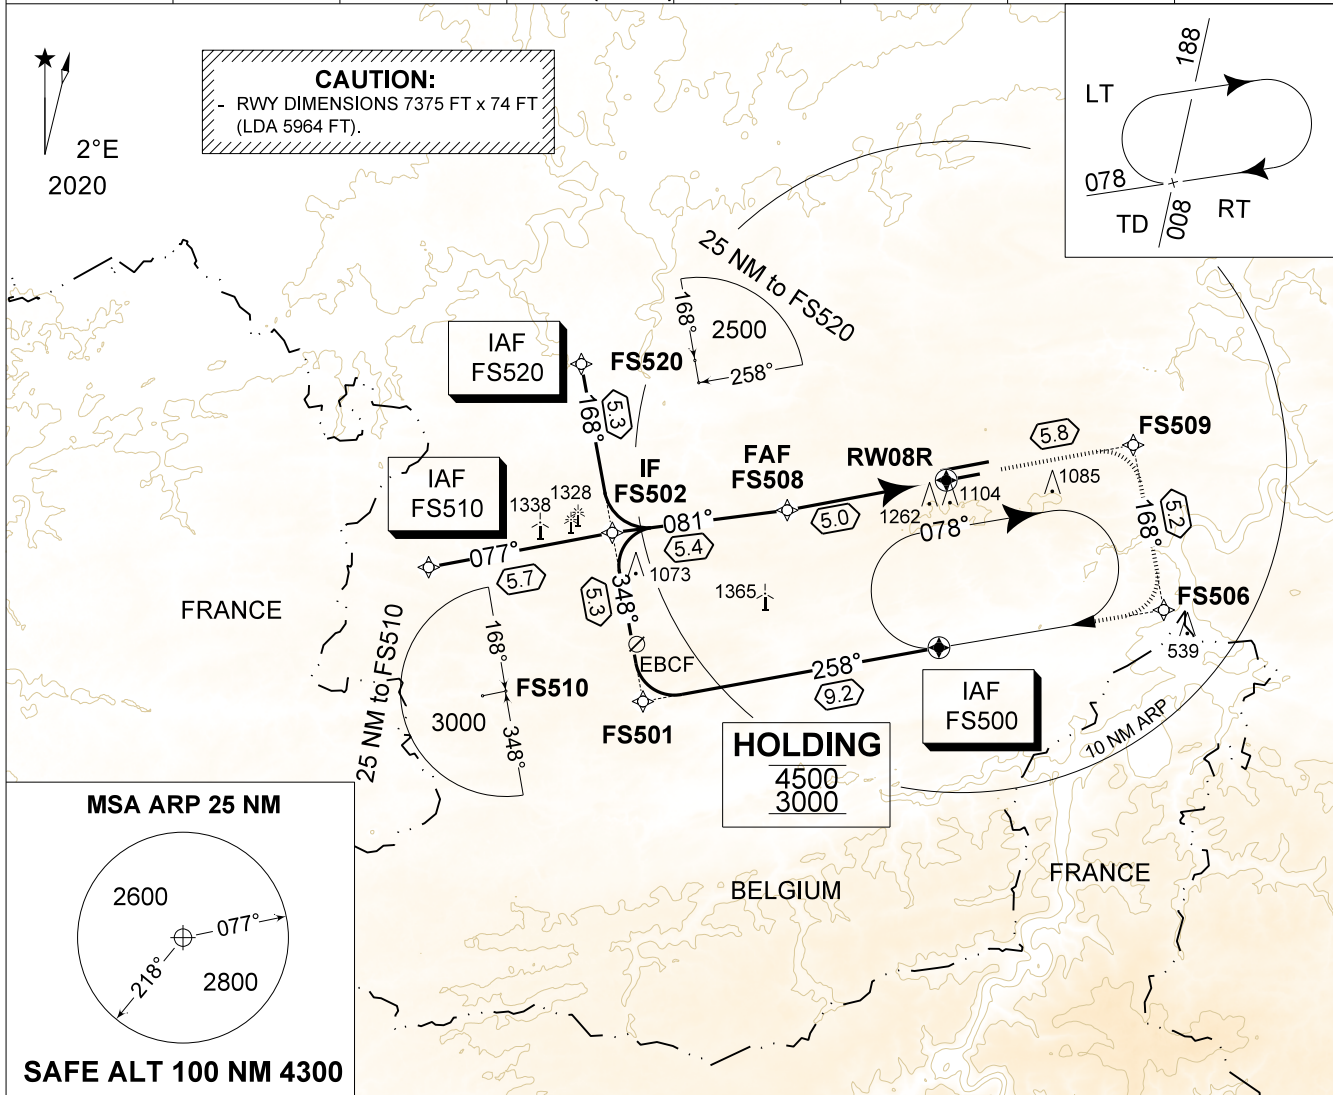 CAUTION:
- RWY DIMENSIONS 7375 FT x 74 FT
(LDA 5964 FT).
2°E
2020
188
LT
078
TD
008
RT
25 NM to FS520
168°
2500
258°
IAF
FS520
FS520
168°
5.3
IAF
FS510
1338
1328
IF
FS502
FAF
FS508
RW08R
5.8
FS509
1085
1104
1262
077°
5.7
081°
5.4
5.0
078°
168°
5.2
1073
348°
5.3
1365
FS506
539
FRANCE
25 NM to FS510
168°
FS510
3000
348°
EBCF
258°
9.2
FS501
IAF
FS500
10 NM ARP
HOLDING
4500
3000
MSA ARP 25 NM
2600
077°
218°
2800
SAFE ALT 100 NM 4300
BELGIUM
FRANCE